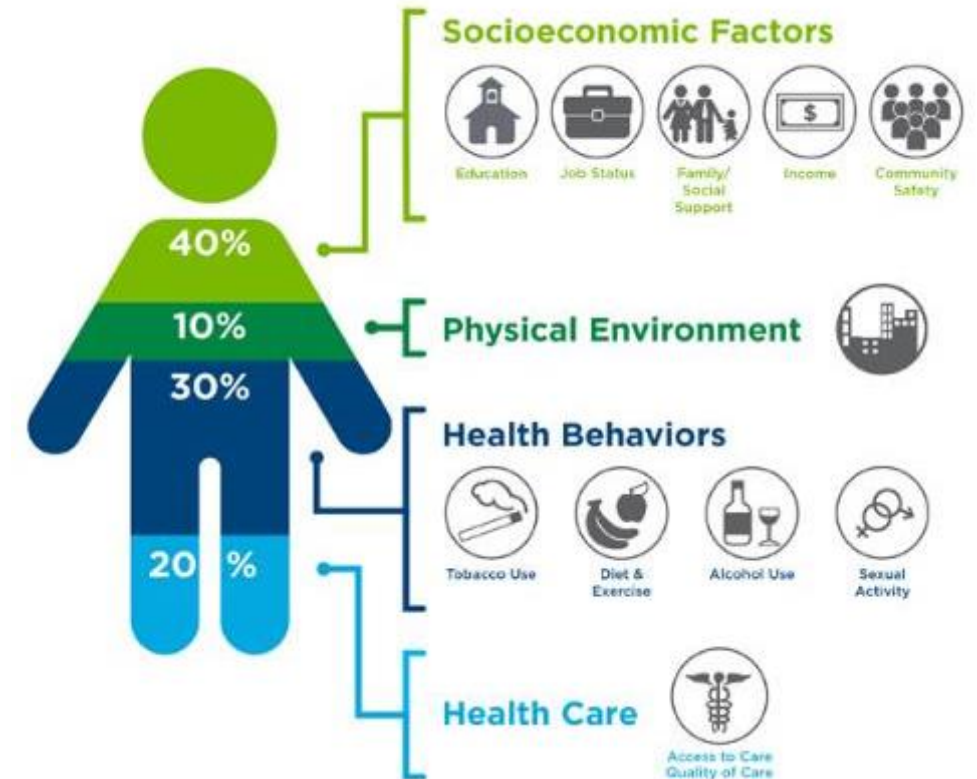 Socioeconomic Factors
$
Education
Job Status
Family/
Social
Support
Income
Community
Safety
40%
10%
Physical Environment
30%
Health Behaviors
Tobacco Use
Diet &
Exercise
Alcohol Use
Sexual
Activity
20 %
Health Care
Access to Care
Quality of Care